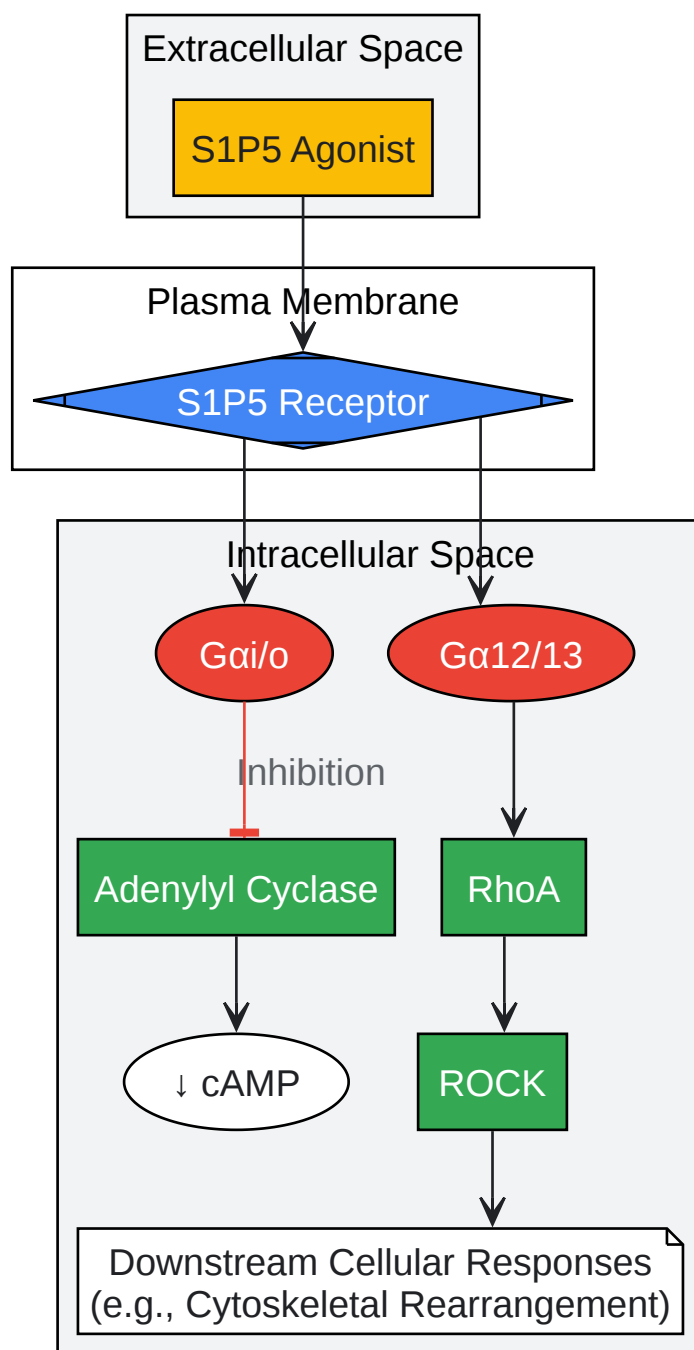 Extracellular Space
S1P5 Agonist
Plasma Membrane
S1P5 Receptor
Intracellular Space
Gαi/o
Gα12/13
Inhibition
Adenylyl Cyclase
RhoA
↓ cAMP
ROCK
Downstream Cellular Responses
(e.g., Cytoskeletal Rearrangement)